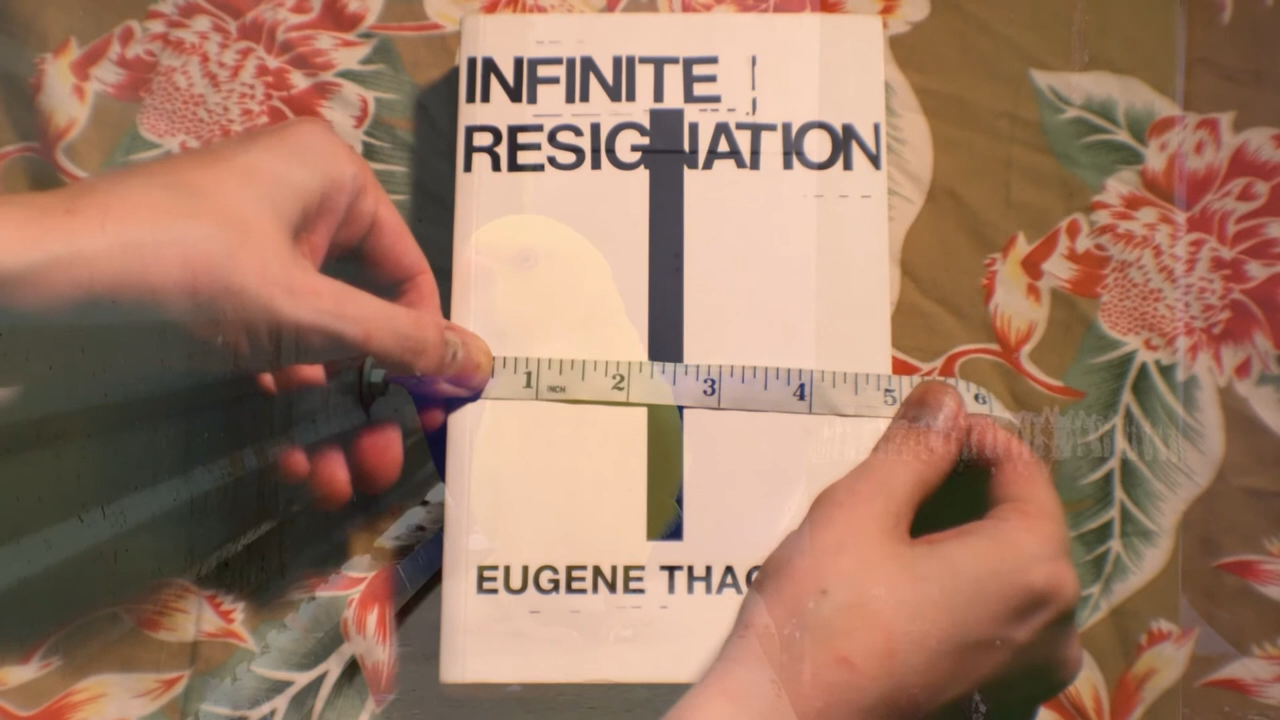 INFINITE
RESIGNATION
1 INCH 2 3 4 5 6
EUGENE THAC